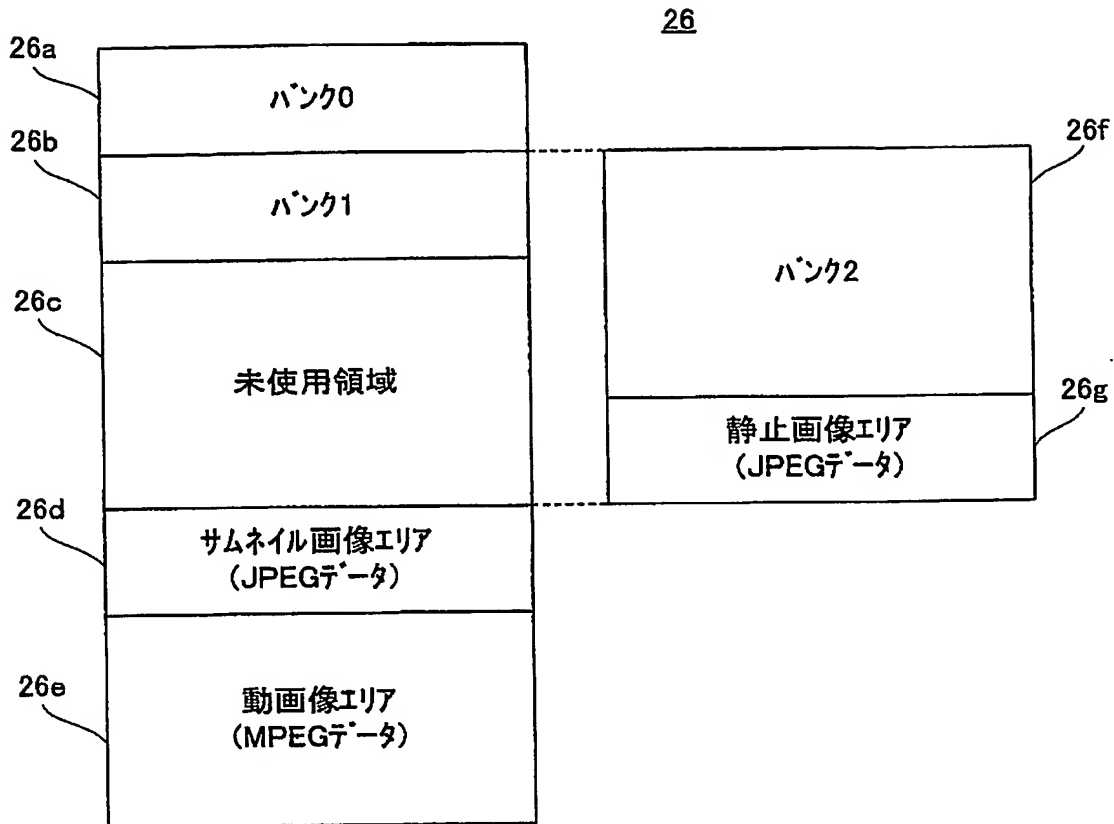 26
26a
バンク0
26b
バンク1
26f
バンク2
26c
未使用領域
26g
静止画像エリア
(JPEGデータ)
26d
サムネイル画像エリア
(JPEGデータ)
26e
動画像エリア
(MPEGデータ)